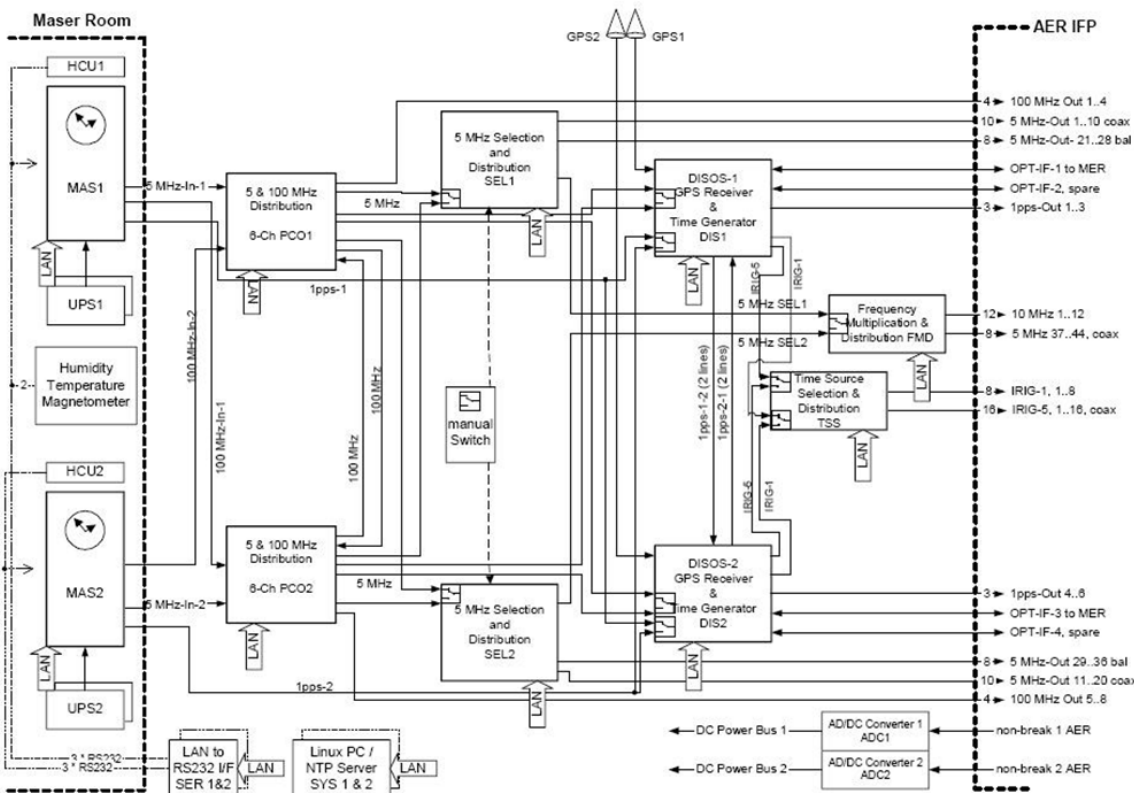 Maser Room
HCU1
MAS1
LAN
UPS1
Humidity
Temperature
Magnetometer
2
HCU2
MAS2
LAN
UPS2
3 * RS232
3 * RS232
LAN to
RS232 I/F
SER 1&2
LAN
Linux PC /
NTP Server
SYS 1 & 2
LAN
5 MHz-In-1
100 MHz-In-2
100 MHz-In-1
5 MHz-In-2
5 & 100 MHz
Distribution
6-Ch PCO1
LAN
1pps-1
100 MHz
100 MHz
5 & 100 MHz
Distribution
6-Ch PCO2
LAN
1pps-2
5 MHz
5 MHz Selection
and
Distribution
SEL1
LAN
manual
Switch
5 MHz
5 MHz Selection
and
Distribution
SEL2
LAN
GPS2
GPS1
DISOS-1
GPS Receiver
&
Time Generator
DIS1
LAN
IRIG-5
IRIG-1
1pps-1-2 (2 lines)
1pps-2-1 (2 lines)
5 MHz SEL1
5 MHz SEL2
Frequency
Multiplication &
Distribution FMD
LAN
Time Source
Selection &
Distribution
TSS
LAN
IRIG-5
IRIG-1
DISOS-2
GPS Receiver
&
Time Generator
DIS2
LAN
DC Power Bus 1
AD/DC Converter 1
ADC1
non-break 1 AER
DC Power Bus 2
AD/DC Converter 2
ADC2
non-break 2 AER
AER IFP
4 100 MHz Out 1..4
10 5 MHz-Out 1..10 coax
8 5 MHz-Out- 21..28 bal
OPT-IF-1 to MER
OPT-IF-2, spare
3 1pps-Out 1..3
12 10 MHz 1..12
8 5 MHz 37..44, coax
8 IRIG-1, 1..8
16 IRIG-5, 1..16, coax
3 1pps-Out 4..6
OPT-IF-3 to MER
OPT-IF-4, spare
8 5 MHz-Out 29..36 bal
10 5 MHz-Out 11..20 coax
4 100 MHz Out 5..8